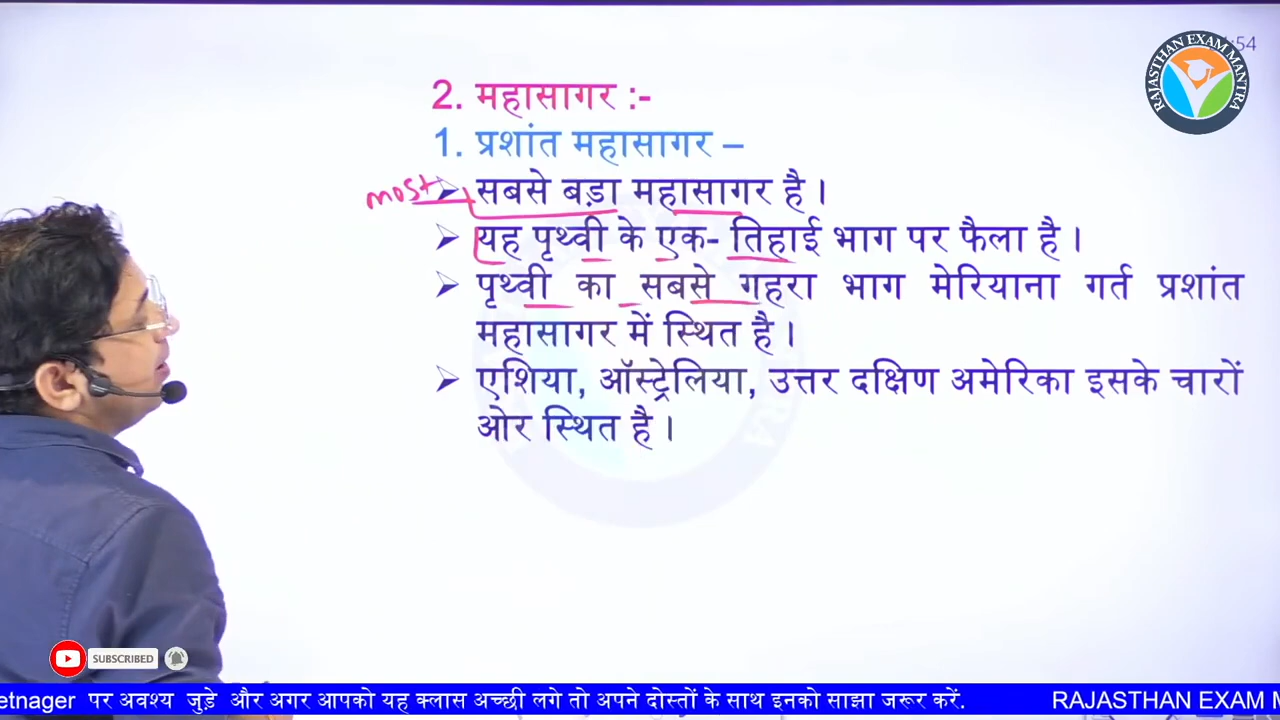 :54
RAJASTHAN EXAM MANTRA
2. महासागर :-
1. प्रशांत महासागर –
most
➤ सबसे बड़ा महासागर है ।
➤ यह पृथ्वी के एक- तिहाई भाग पर फैला है ।
➤ पृथ्वी का सबसे गहरा भाग मेरियाना गर्त प्रशांत
महासागर में स्थित है ।
➤ एशिया, ऑस्ट्रेलिया, उत्तर दक्षिण अमेरिका इसके चारों
ओर स्थित है ।
SUBSCRIBED
etnager पर अवश्य जुड़े और अगर आपको यह क्लास अच्छी लगे तो अपने दोस्तों के साथ इनको साझा जरूर करें. RAJASTHAN EXAM M